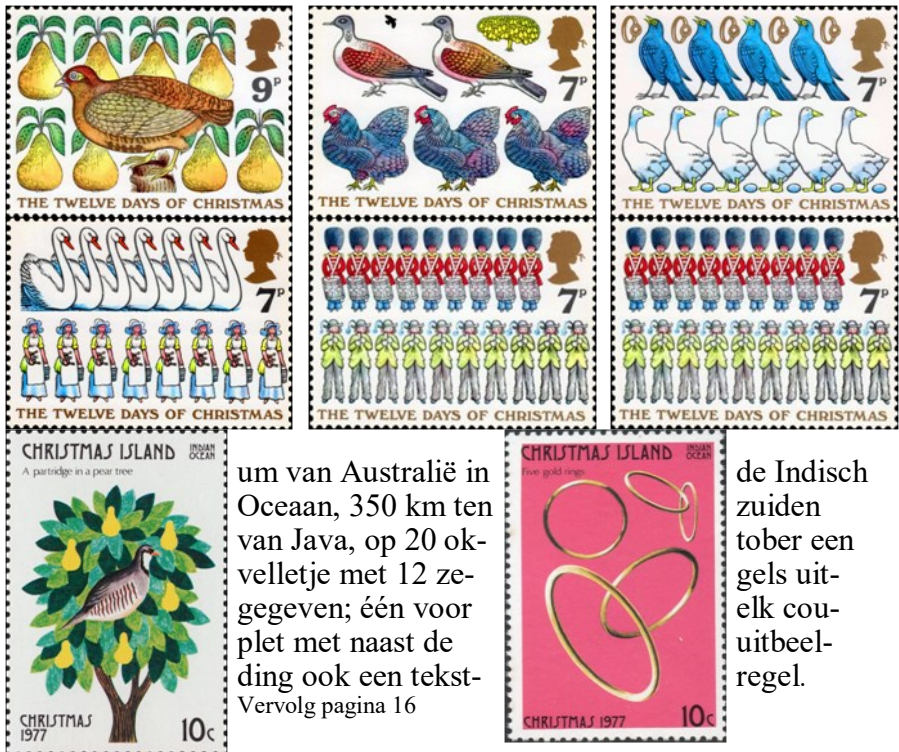 9P
THE TWELVE DAYS OF CHRISTMAS
7P
THE TWELVE DAYS OF CHRISTMAS
7P
THE TWELVE DAYS OF CHRISTMAS
7P
THE TWELVE DAYS OF CHRISTMAS
7P
THE TWELVE DAYS OF CHRISTMAS
7P
THE TWELVE DAYS OF CHRISTMAS
CHRISTMAS ISLAND INDIAN OCEAN
A partridge in a pear tree
CHRISTMAS
1977 10c
um van Australië in de Indisch
Oceaan, 350 km ten zuiden
van Java, op 20 ok- tober een
velletje met 12 ze- gels uit-
gegeven; één voor elk cou-
plet met naast de uitbeel-
ding ook een tekst- regel.
Vervolg pagina 16
CHRISTMAS ISLAND INDIAN OCEAN
Five gold rings
CHRISTMAS 1977 10c